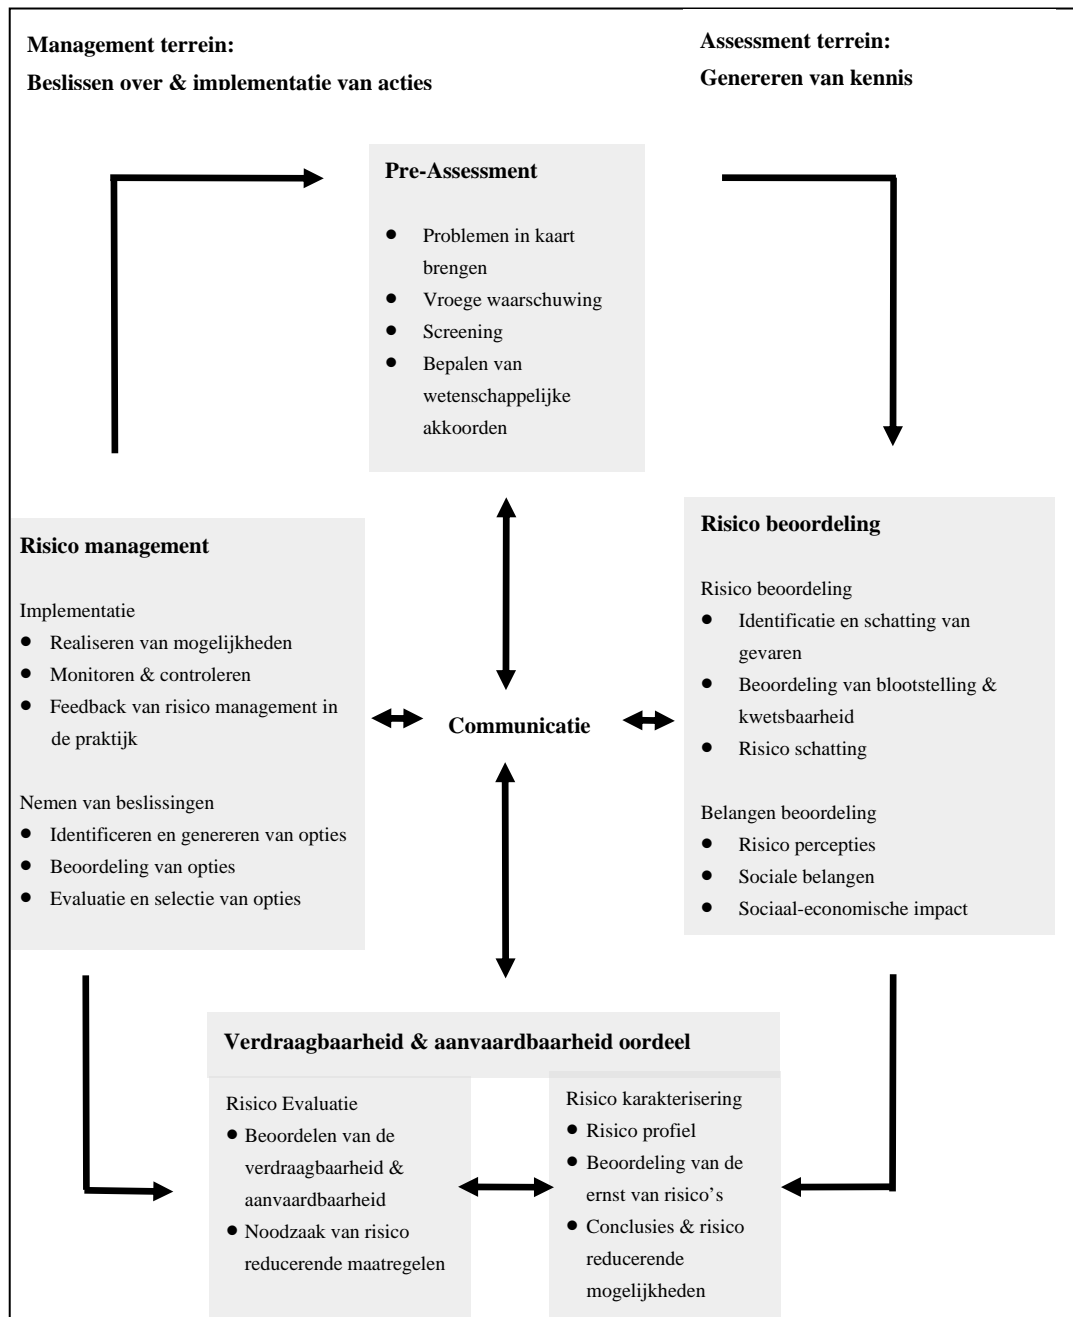 Management terrein:
Beslissen over & implementatie van acties
Assessment terrein:
Genereren van kennis
Pre-Assessment
● Problemen in kaart
brengen
● Vroege waarschuwing
● Screening
● Bepalen van
wetenschappelijke
akkoorden
Risico management
Implementatie
● Realiseren van mogelijkheden
● Monitoren & controleren
● Feedback van risico management in
de praktijk
Nemen van beslissingen
● Identificeren en genereren van opties
● Beoordeling van opties
● Evaluatie en selectie van opties
Communicatie
Risico beoordeling
Risico beoordeling
● Identificatie en schatting van
gevaren
● Beoordeling van blootstelling &
kwetsbaarheid
● Risico schatting
Belangen beoordeling
● Risico percepties
● Sociale belangen
● Sociaal-economische impact
Verdraagbaarheid & aanvaardbaarheid oordeel
Risico Evaluatie
● Beoordelen van de
verdraagbaarheid &
aanvaardbaarheid
● Noodzaak van risico
reducerende maatregelen
Risico karakterisering
● Risico profiel
● Beoordeling van de
ernst van risico’s
● Conclusies & risico
reducerende
mogelijkheden